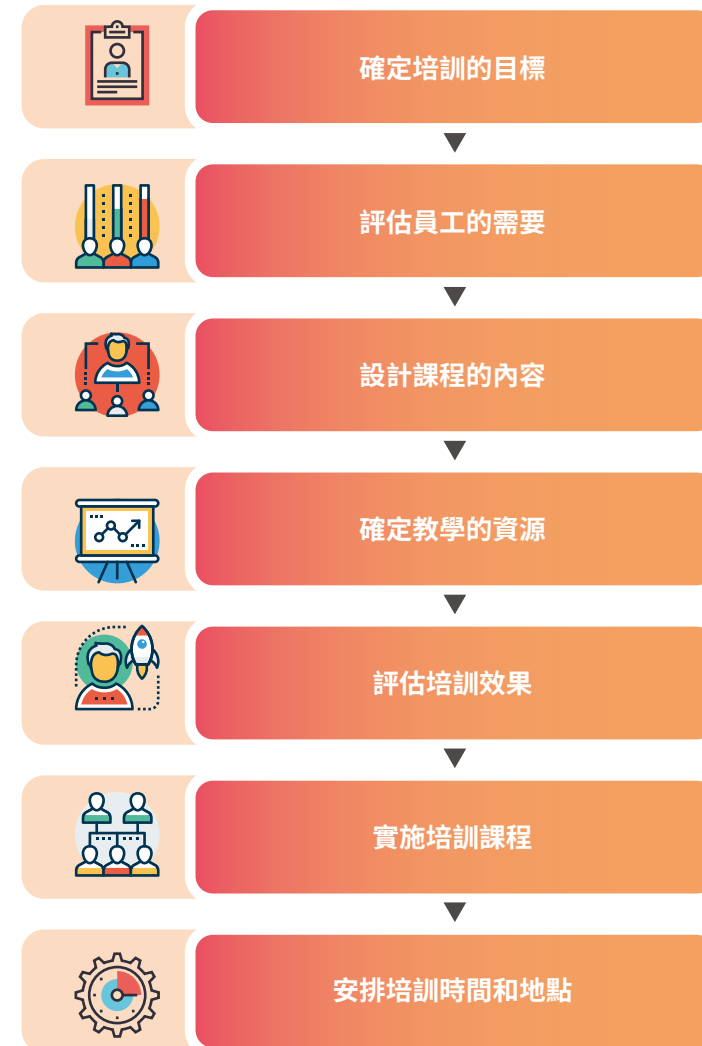 確定培訓的目標
評估員工的需要
設計課程的內容
確定教學的資源
評估培訓效果
實施培訓課程
安排培訓時間和地點